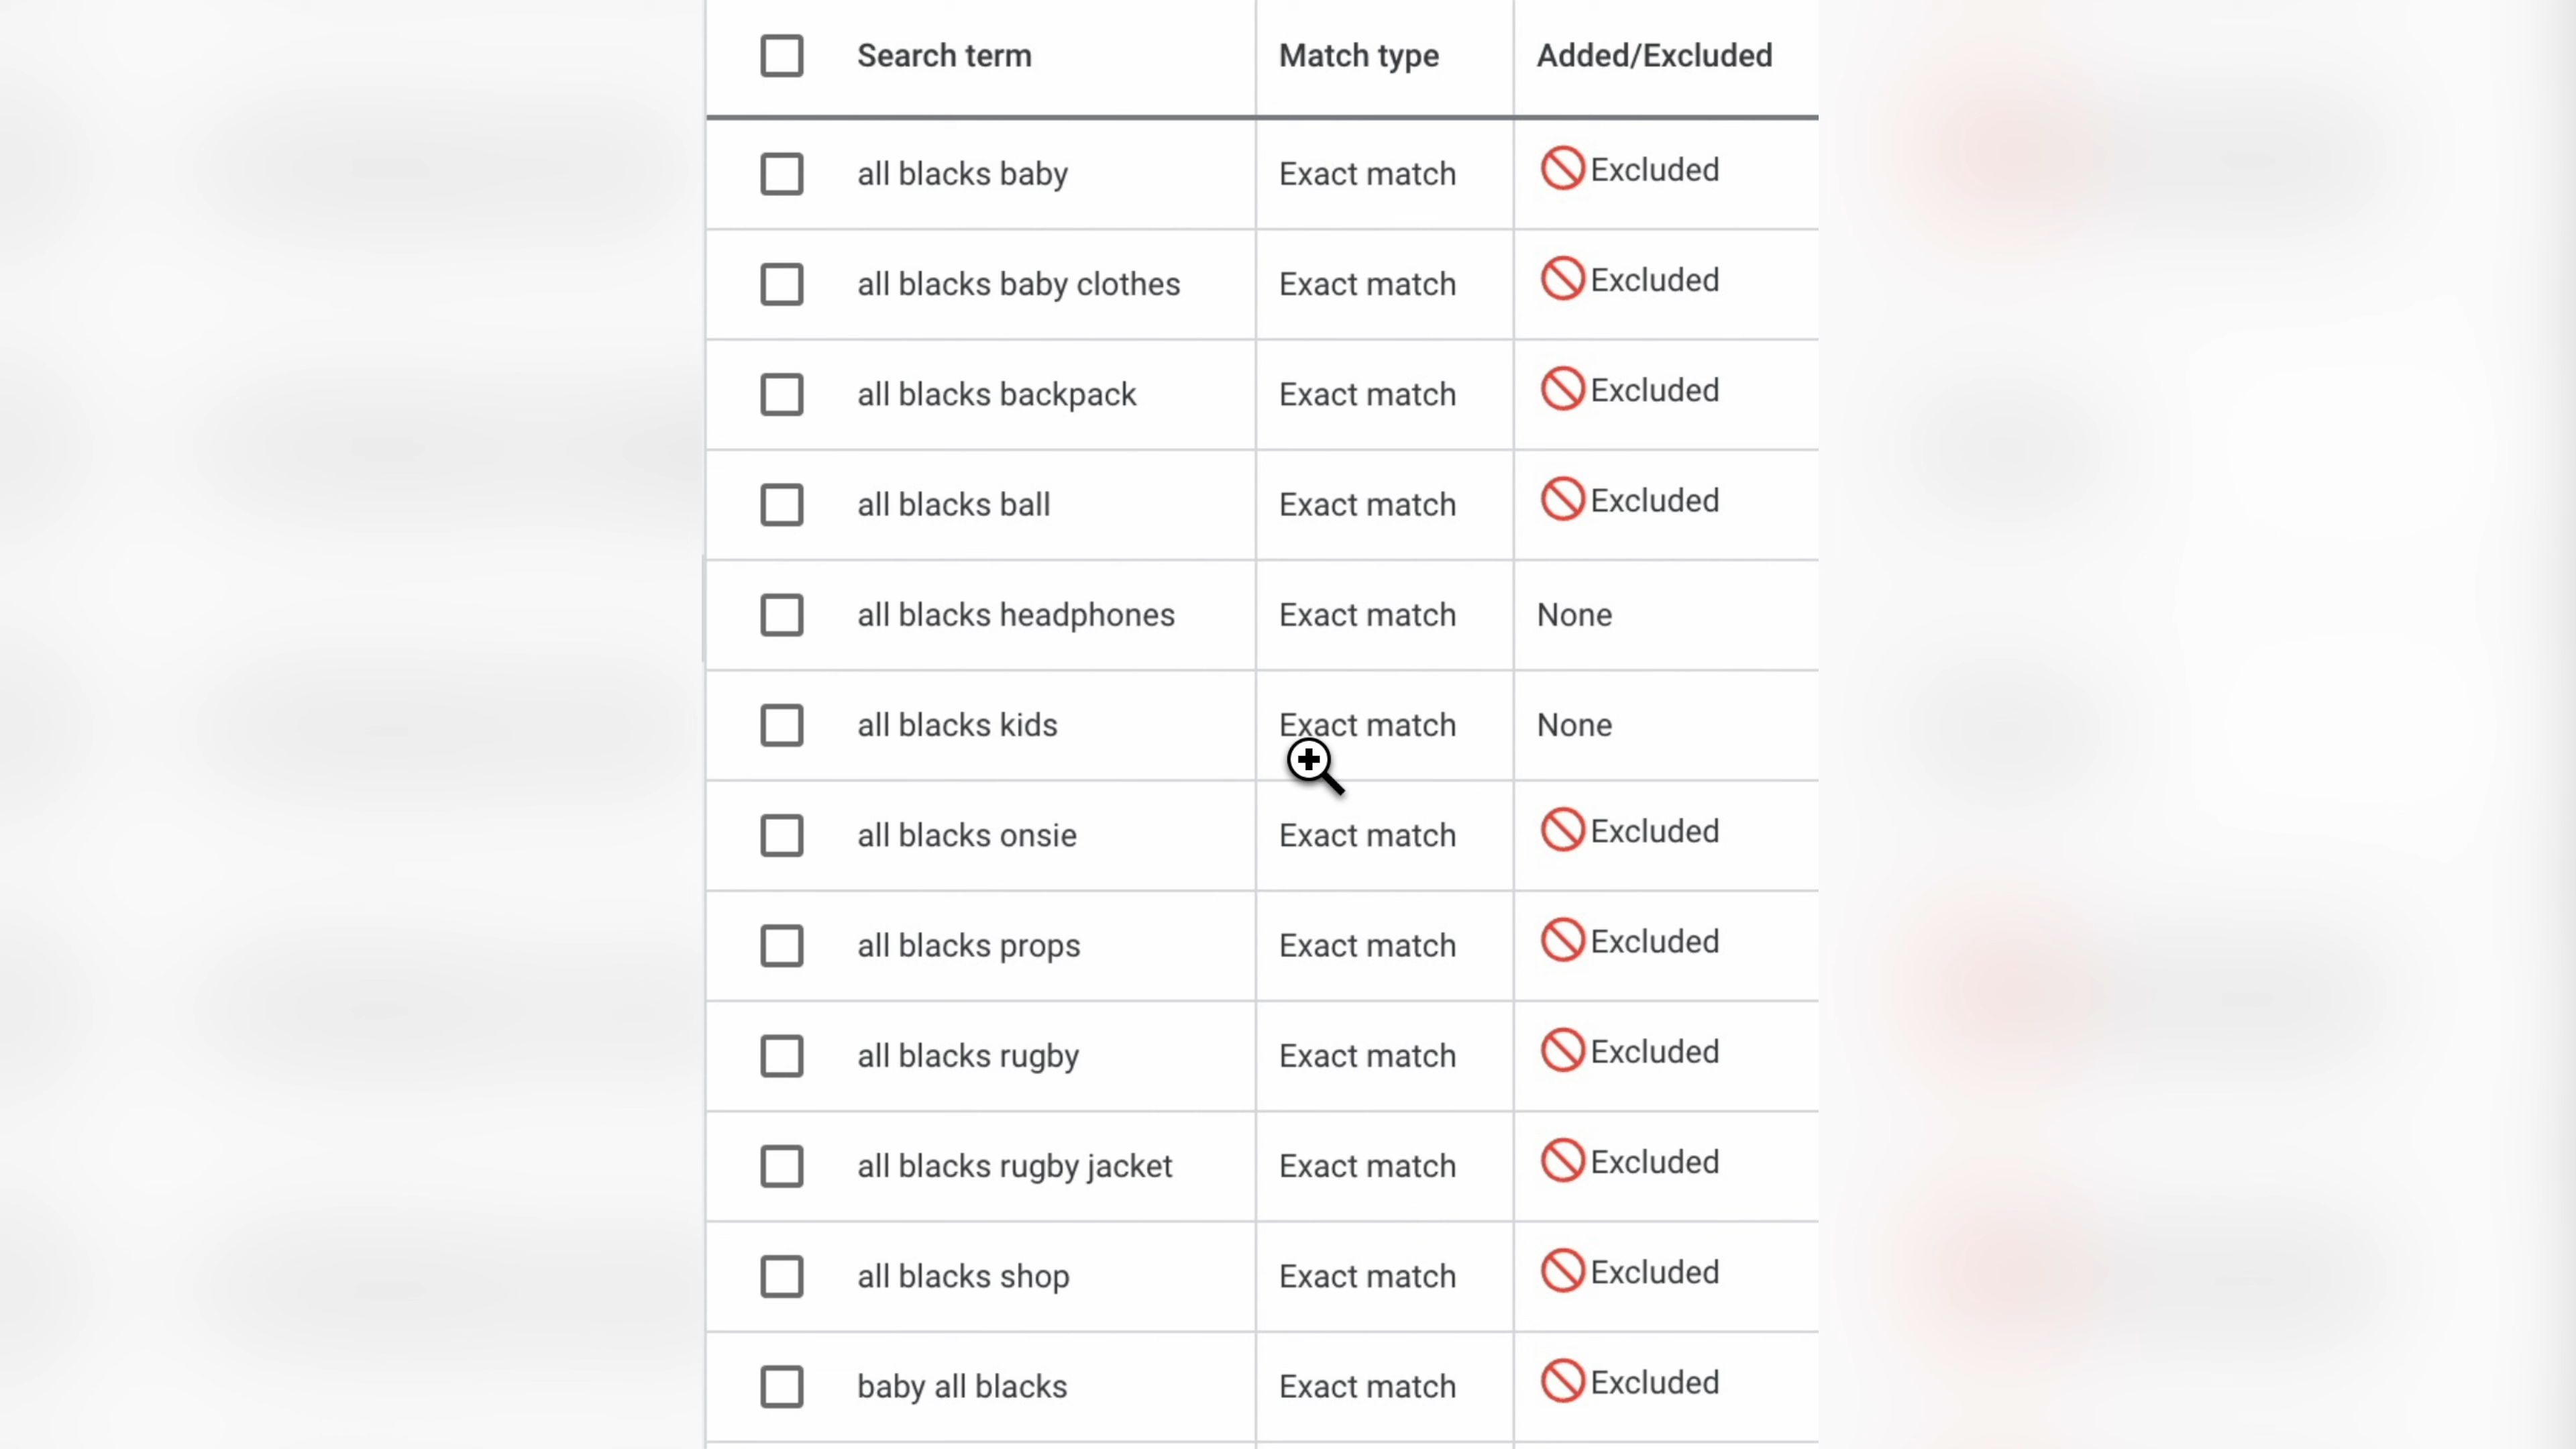 Search term Match type Added/Excluded
all blacks baby Exact match Excluded
all blacks baby clothes Exact match Excluded
all blacks backpack Exact match Excluded
all blacks ball Exact match Excluded
all blacks headphones Exact match None
all blacks kids Exact match None
all blacks onsie Exact match Excluded
all blacks props Exact match Excluded
all blacks rugby Exact match Excluded
all blacks rugby jacket Exact match Excluded
all blacks shop Exact match Excluded
baby all blacks Exact match Excluded